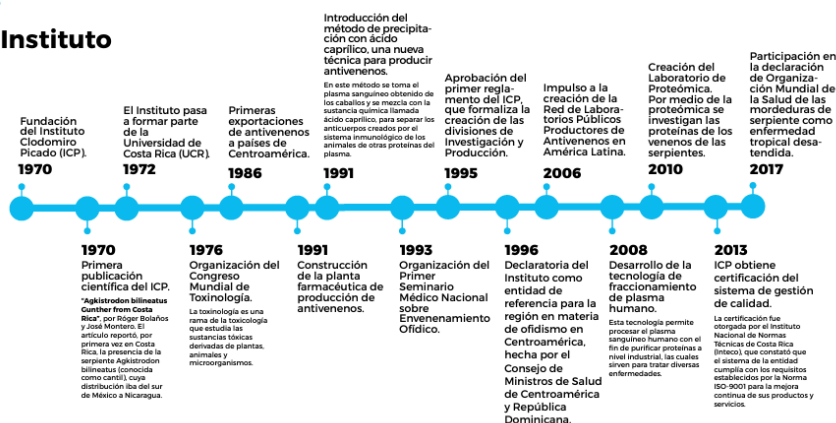 Instituto
Fundación
del Instituto
Clodomiro
Picado (ICP).
1970
1970
Primera
publicación
científica del ICP.
"Agkistrodon bilineatus
Gunther from Costa
Rica", por Róger Bolaños
y José Montero. El
artículo reportó, por
primera vez en Costa
Rica, la presencia de la
serpiente Agkistrodon
bilineatus (conocida
como cantil), cuya
distribución iba del sur
de México a Nicaragua.
El Instituto pasa
a formar parte
de la
Universidad de
Costa Rica (UCR).
1972
1976
Organización del
Congreso
Mundial de
Toxinología.
La toxinología es una
rama de la toxicología
que estudia las
sustancias tóxicas
derivadas de plantas,
animales y
microorganismos.
Primeras
exportaciones
de antivenenos
a países de
Centroamérica.
1986
1991
Construcción
de la planta
farmacéutica de
producción de
antivenenos.
Introducción del
método de precipita-
ción con ácido
caprílico, una nueva
técnica para producir
antivenenos.
En este método se toma el
plasma sanguíneo obtenido de
los caballos y se mezcla con la
sustancia química llamada
ácido caprílico, para separar los
anticuerpos creados por el
sistema inmunológico de los
animales de otras proteínas del
plasma.
1991
1993
Organización del
Primer
Seminario
Médico Nacional
sobre
Envenenamiento
Ofídico.
Aprobación del
primer regla-
mento del ICP,
que formaliza la
creación de las
divisiones de
Investigación y
Producción.
1995
1996
Declaratoria del
Instituto como
entidad de
referencia para la
región en materia
de ofidismo en
Centroamérica,
hecha por el
Consejo de
Ministros de Salud
de Centroamérica
y República
Dominicana.
Impulso a la
creación de la
Red de Labora-
torios Públicos
Productores de
Antivenenos en
América Latina.
2006
2008
Desarrollo de la
tecnología de
fraccionamiento
de plasma
humano.
Esta tecnología permite
procesar el plasma
sanguíneo humano con el
fin de purificar proteínas a
nivel industrial, las cuales
sirven para tratar diversas
enfermedades.
Creación del
Laboratorio de
Proteómica.
Por medio de la
proteómica se
investigan las
proteínas de los
venenos de las
serpientes.
2010
2013
ICP obtiene
certificación del
sistema de gestión
de calidad.
La certificación fue
otorgada por el Instituto
Nacional de Normas
Técnicas de Costa Rica
(Inteco), que constató que
el sistema de la entidad
cumplía con los requisitos
establecidos por la Norma
ISO-9001 para la mejora
continua de sus productos y
servicios.
Participación en
la declaración
de Organiza-
ción Mundial de
la Salud de las
mordeduras de
serpiente como
enfermedad
tropical desa-
tendida.
2017